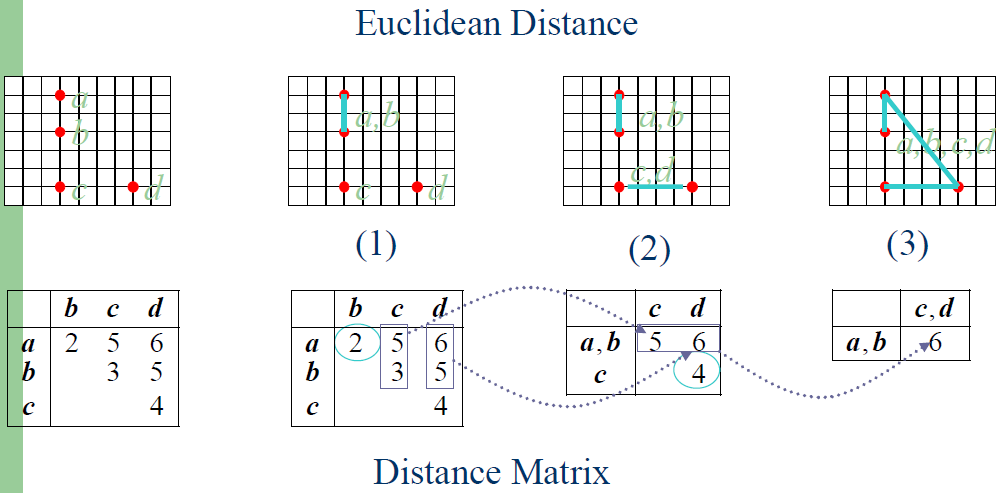 Euclidean Distance
a
b
c d
a,b
c d
a,b
c,d
a,b,c,d
(1) (2) (3)
b c d
a 2 5 6
b 3 5
c 4
b c d
a 2 5 6
b 3 5
c 4
c d
a,b 5 6
c 4
c,d
a,b 6
Distance Matrix